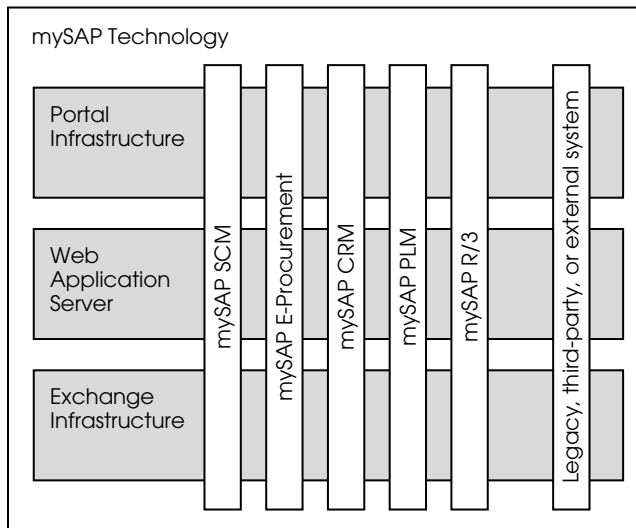 mySAP Technology
Portal
Infrastructure
Web
Application
Server
Exchange
Infrastructure
mySAP SCM
mySAP E-Procurement
mySAP CRM
mySAP PLM
mySAP R/3
Legacy, third-party, or external system